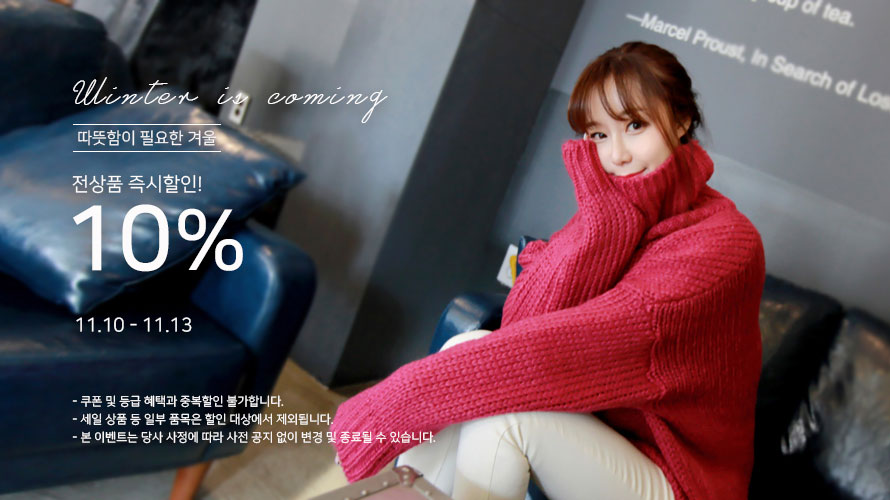 Winter is coming
따뜻함이 필요한 겨울
전상품 즉시할인!
10%
11.10 - 11.13
- 쿠폰 및 등급 혜택과 중복할인 불가합니다.
- 세일 상품 등 일부 품목은 할인 대상에서 제외됩니다.
- 본 이벤트는 당사 사정에 따라 사전 공지 없이 변경 및 종료될 수 있습니다.
cup of tea.
—Marcel Proust, In Search of